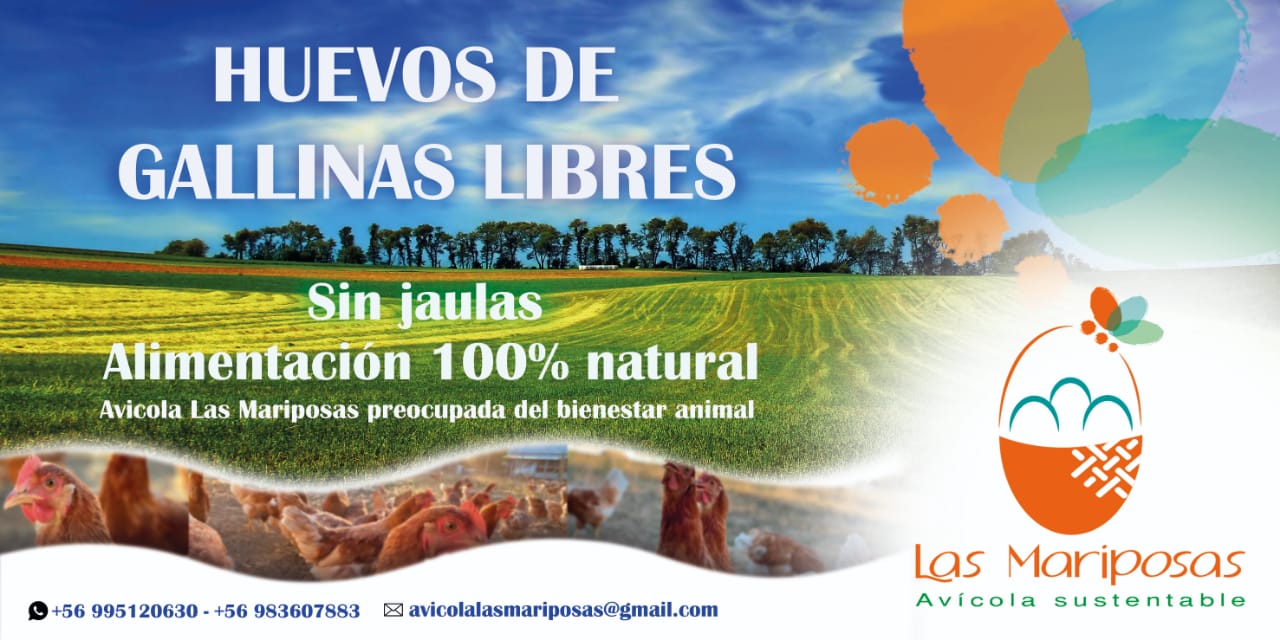 HUEVOS DE
GALLINAS LIBRES
Sin jaulas
Alimentación 100% natural
Avicola Las Mariposas preocupada del bienestar animal
Las Mariposas
Avícola sustentable
+56 995120630 - +56 983607883 avicolalasmariposas@gmail.com